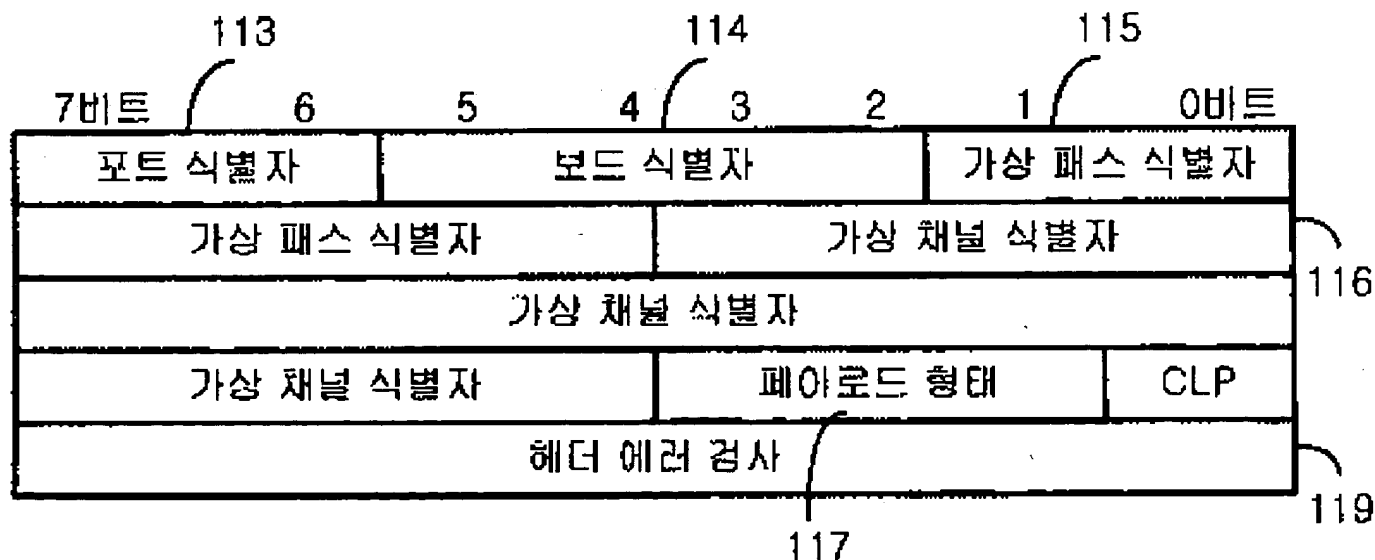 113 114 115
7비트 6 5 4 3 2 1 0비트
포트 식별자 보드 식별자 가상 패스 식별자
가상 패스 식별자 가상 채널 식별자
116
가상 채널 식별자
가상 채널 식별자 페이로드 형태 CLP
헤더 에러 검사
119
117